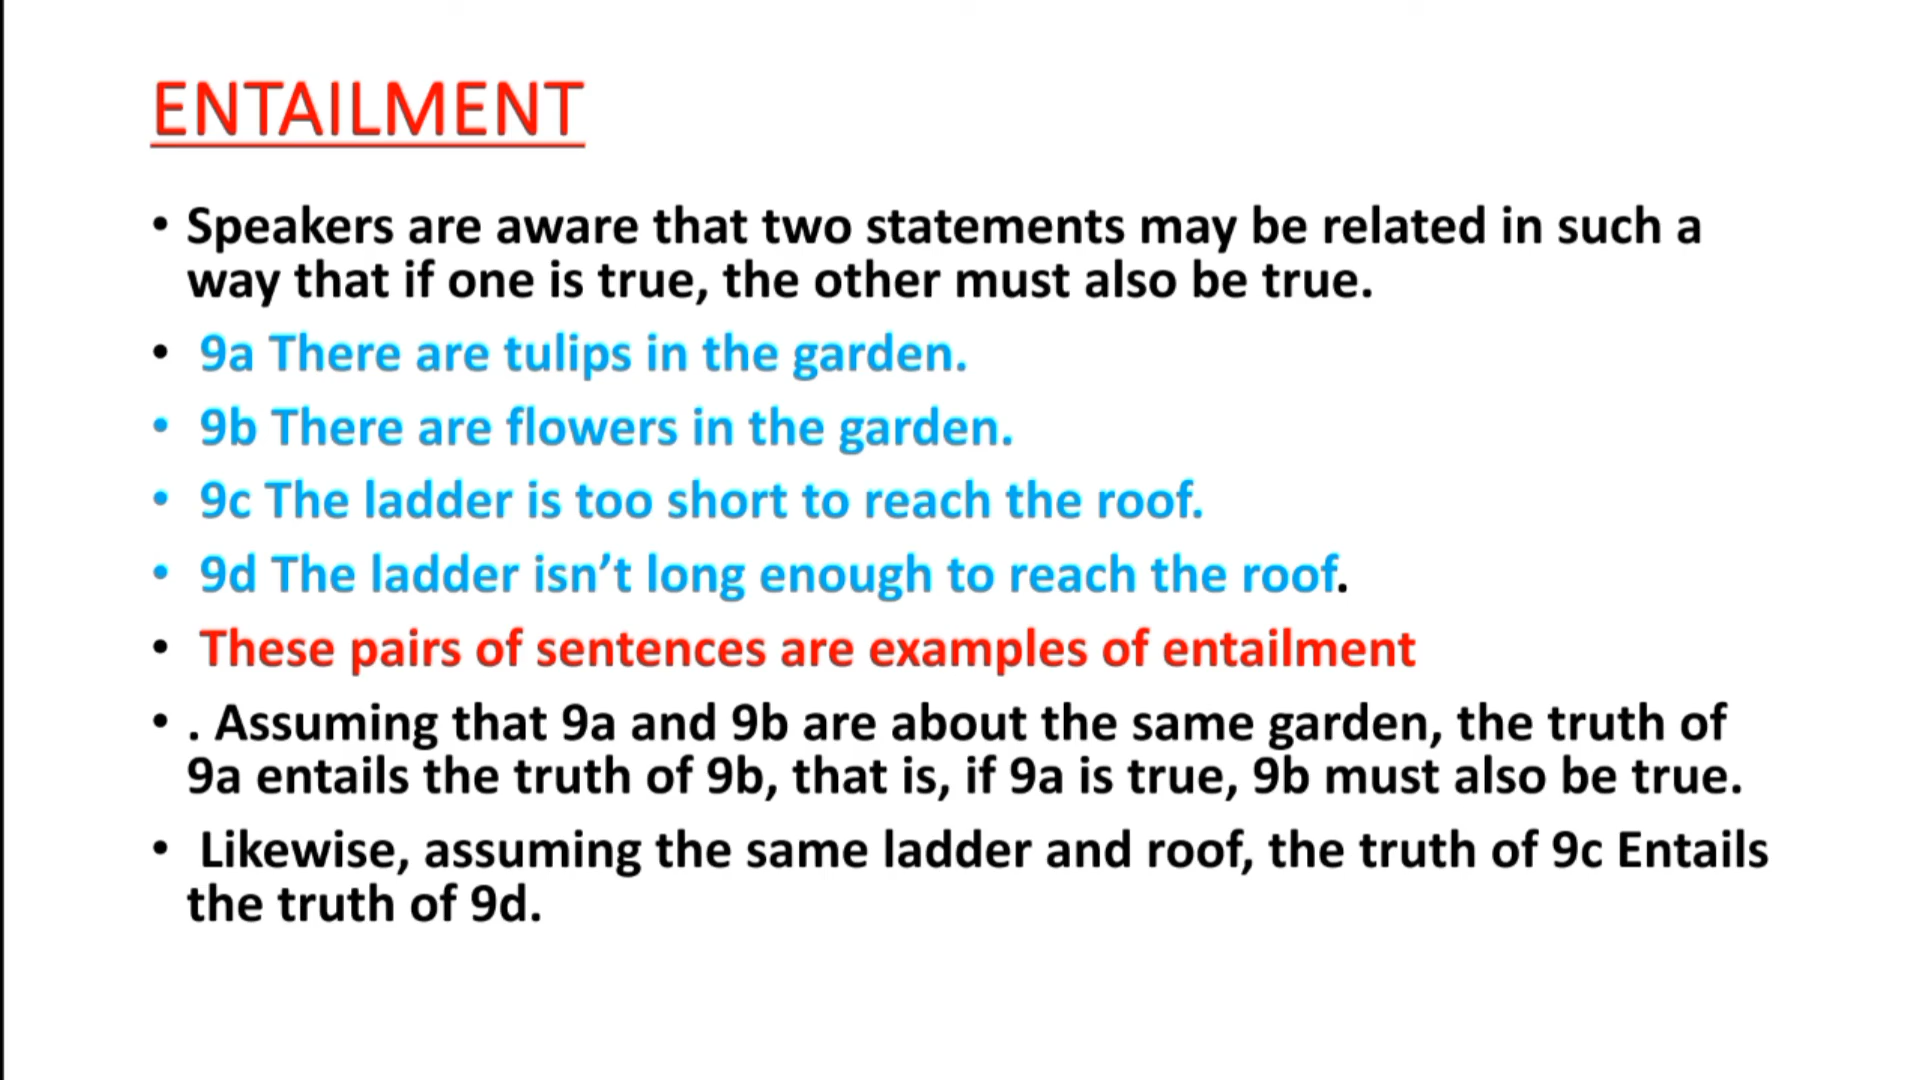 ENTAILMENT
• Speakers are aware that two statements may be related in such a
way that if one is true, the other must also be true.
• 9a There are tulips in the garden.
• 9b There are flowers in the garden.
• 9c The ladder is too short to reach the roof.
• 9d The ladder isn’t long enough to reach the roof.
• These pairs of sentences are examples of entailment
• . Assuming that 9a and 9b are about the same garden, the truth of
9a entails the truth of 9b, that is, if 9a is true, 9b must also be true.
• Likewise, assuming the same ladder and roof, the truth of 9c Entails
the truth of 9d.